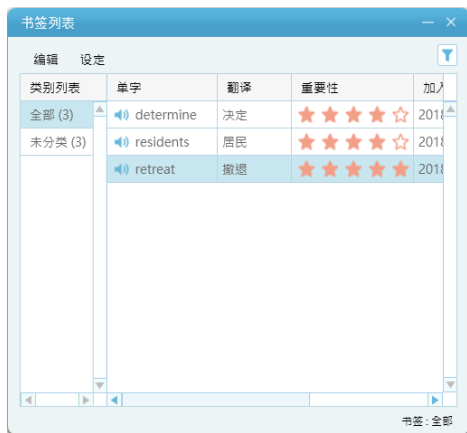 书签列表
编辑 设定
类别列表 单字 翻译 重要性 加入
全部 (3) determine 决定 2018
未分类 (3) residents 居民 2018
retreat 撤退 2018
书签 : 全部